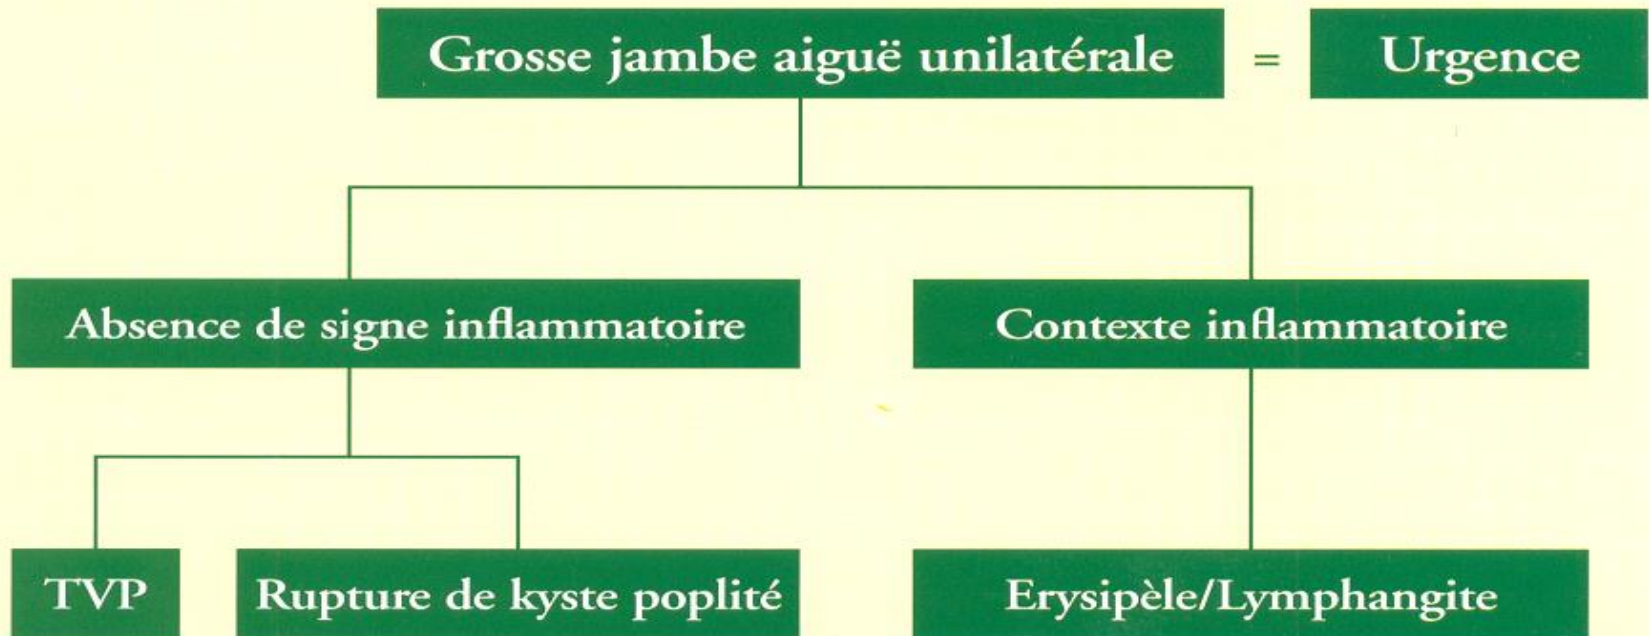 Grosse jambe aiguë unilatérale = Urgence
Absence de signe inflammatoire
Contexte inflammatoire
TVP
Rupture de kyste poplité
Erysipèle/Lymphangite